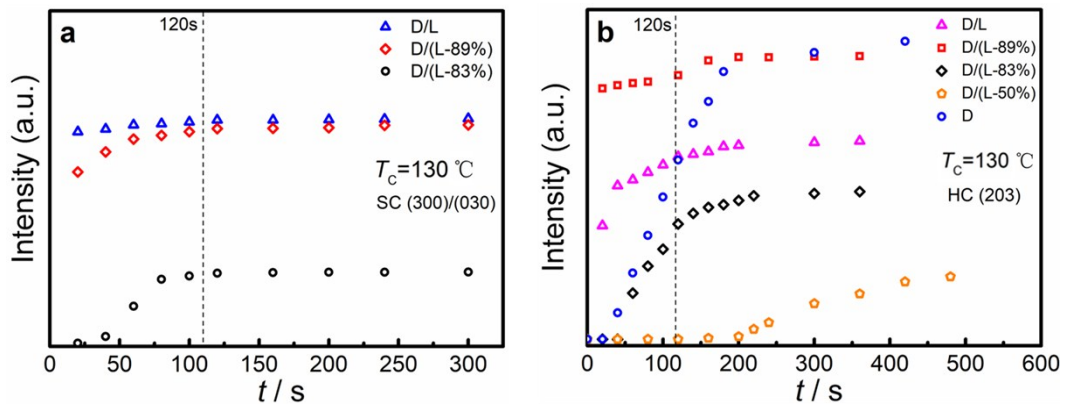 a
120s
D/L
D/(L-89%)
D/(L-83%)
Tc=130 ℃
SC (300)/(030)
Intensity (a.u.)
0 50 100 150 200 250 300
t / s
b
120s
D/L
D/(L-89%)
D/(L-83%)
D/(L-50%)
D
Tc=130 ℃
HC (203)
Intensity (a.u.)
0 100 200 300 400 500 600
t / s